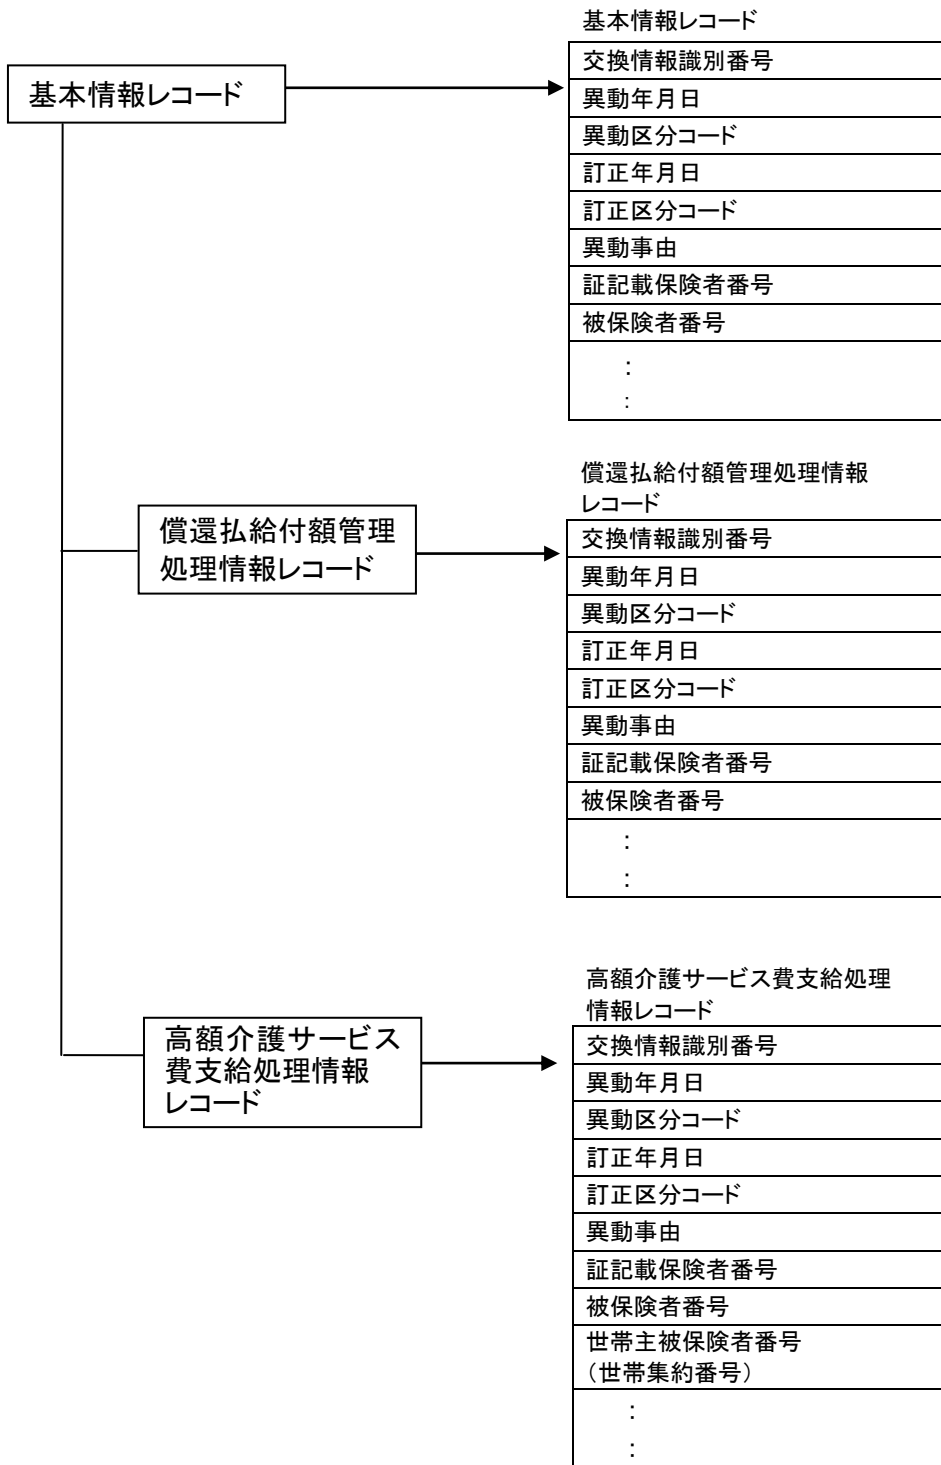 基本情報レコード
基本情報レコード
交換情報識別番号
異動年月日
異動区分コード
訂正年月日
訂正区分コード
異動事由
証記載保険者番号
被保険者番号
:
:
償還払給付額管理
処理情報レコード
償還払給付額管理処理情報
レコード
交換情報識別番号
異動年月日
異動区分コード
訂正年月日
訂正区分コード
異動事由
証記載保険者番号
被保険者番号
:
:
高額介護サービス
費支給処理情報
レコード
高額介護サービス費支給処理
情報レコード
交換情報識別番号
異動年月日
異動区分コード
訂正年月日
訂正区分コード
異動事由
証記載保険者番号
被保険者番号
世帯主被保険者番号
（世帯集約番号）
:
: